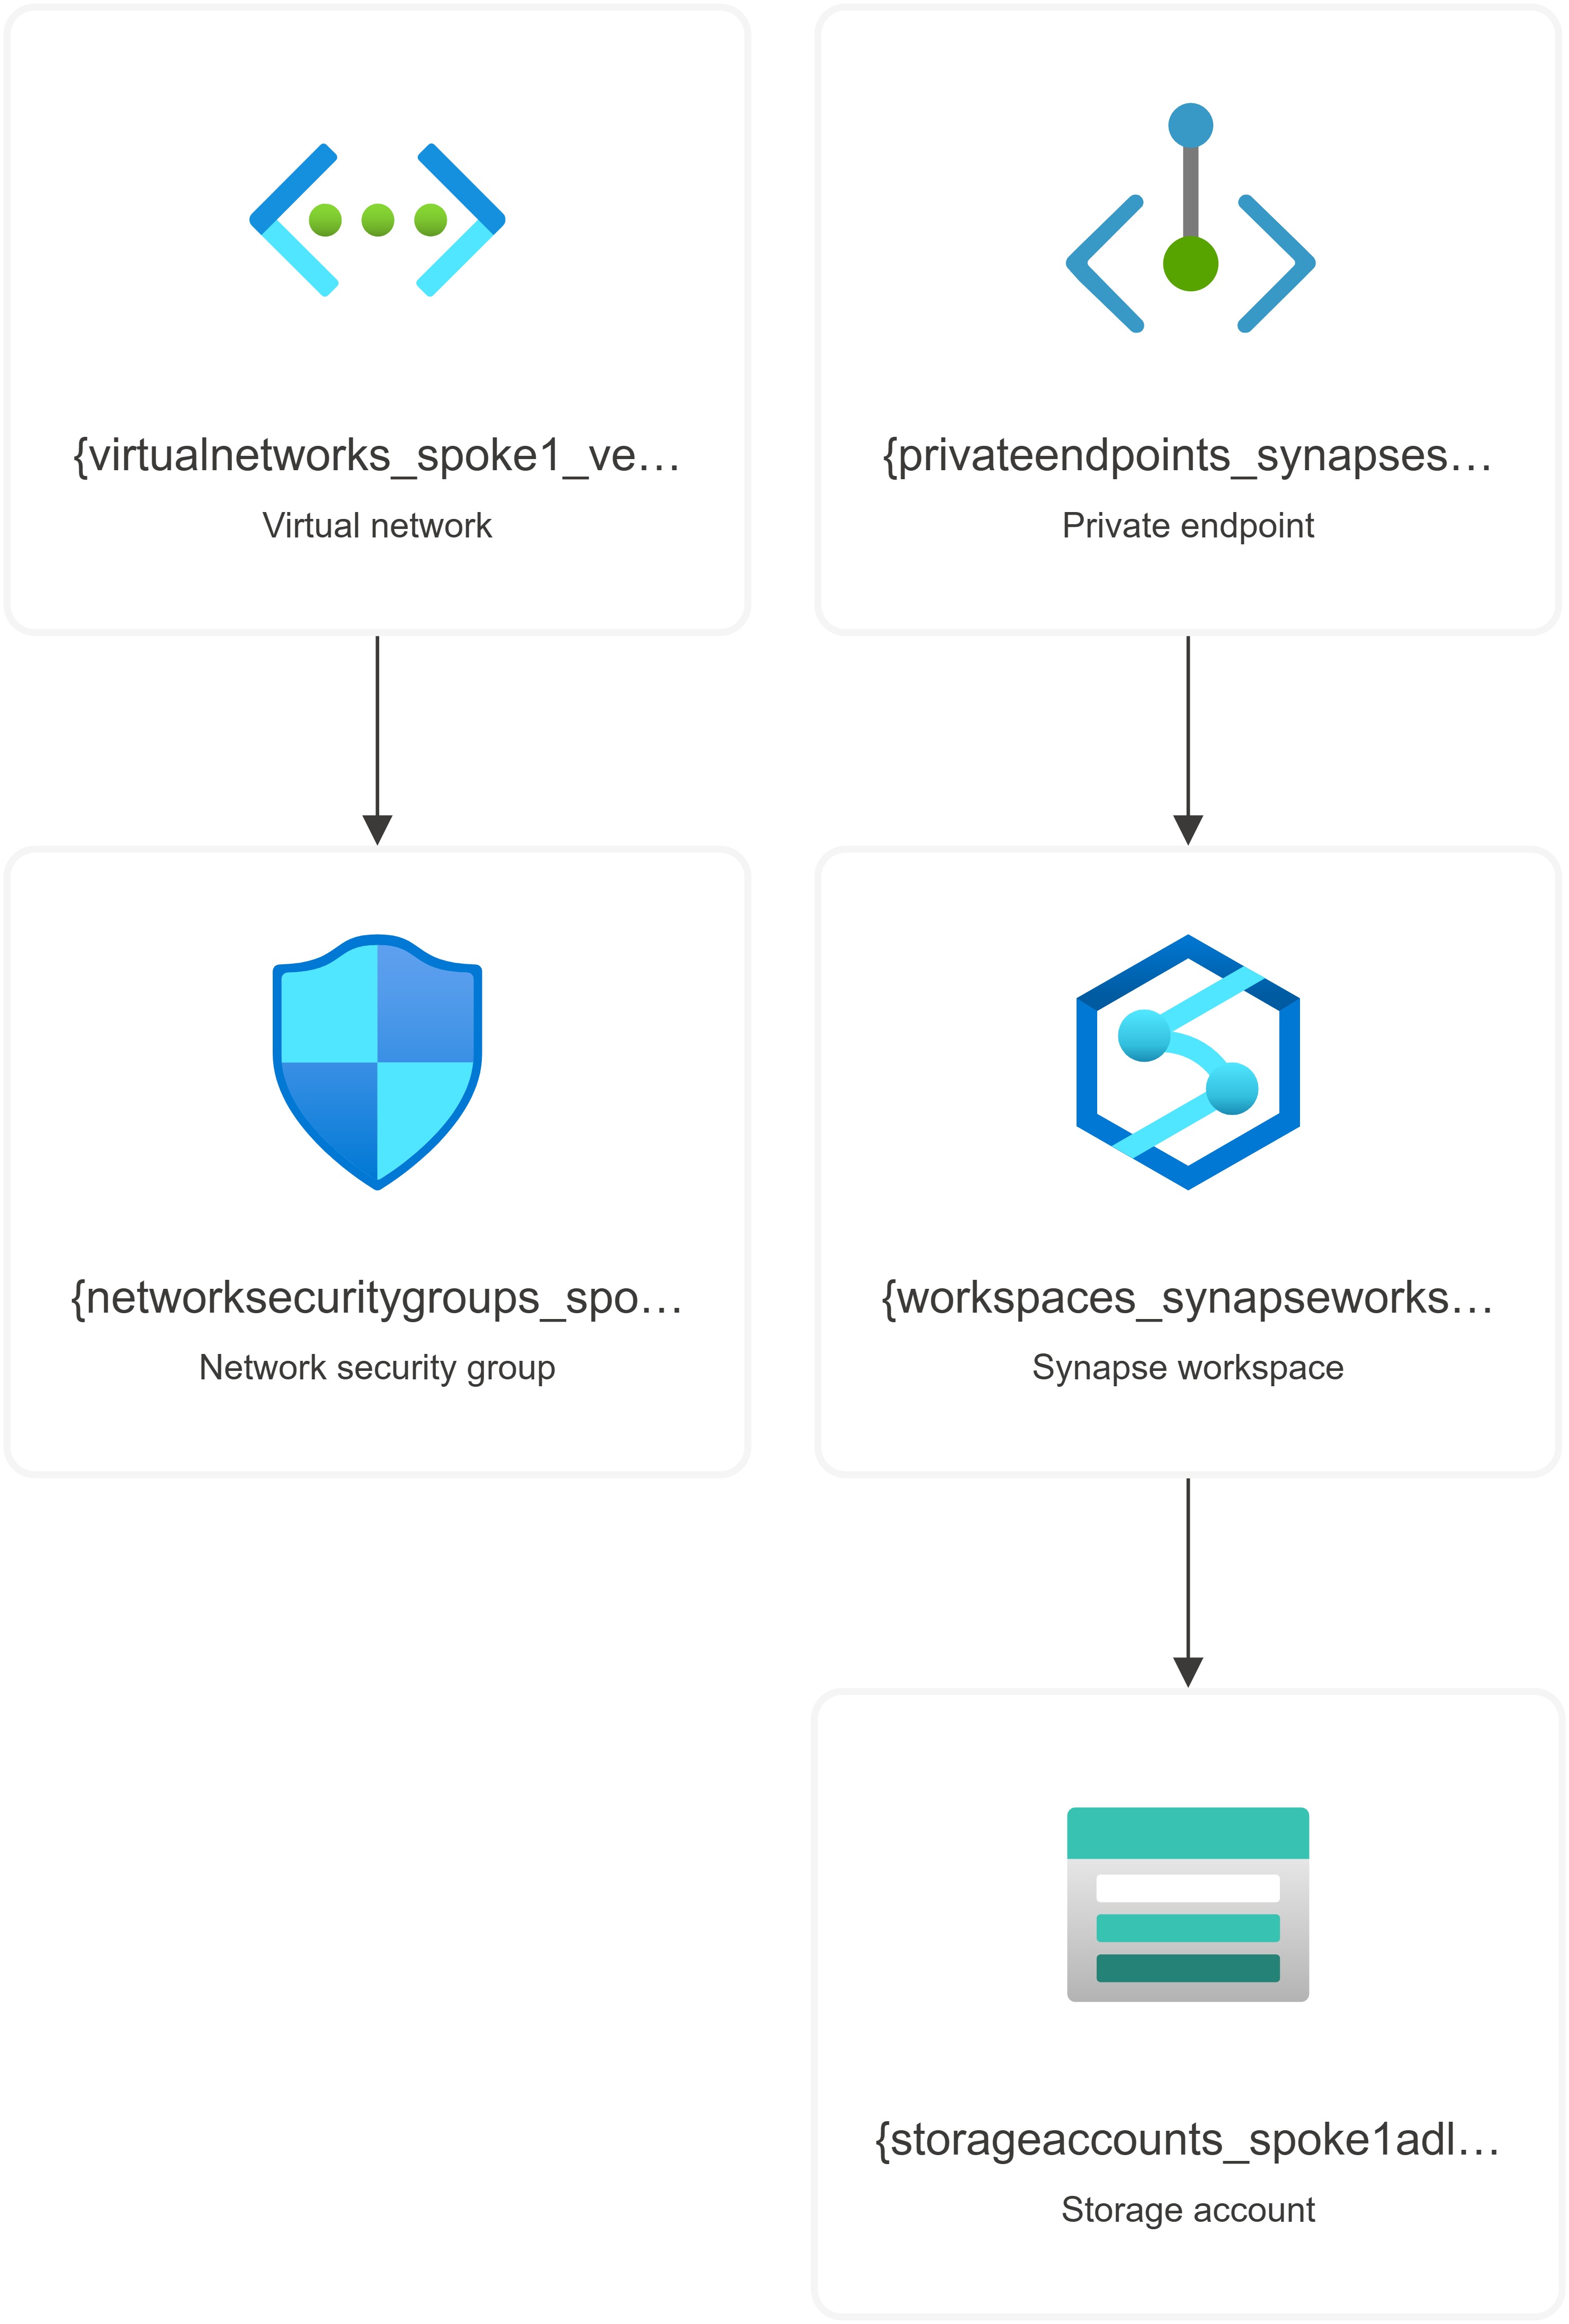 {virtualnetworks_spoke1_ve…
Virtual network
{privateendpoints_synapses…
Private endpoint
{networksecuritygroups_spo…
Network security group
{workspaces_synapseworks…
Synapse workspace
{storageaccounts_spoke1adl…
Storage account